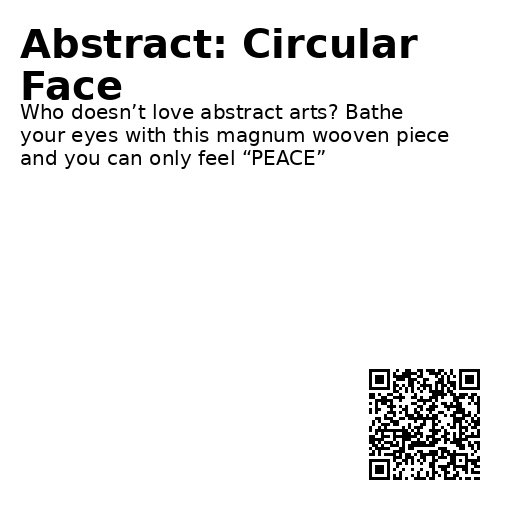 Abstract: Circular
Face
Who doesn’t love abstract arts? Bathe
your eyes with this magnum wooven piece
and you can only feel “PEACE”